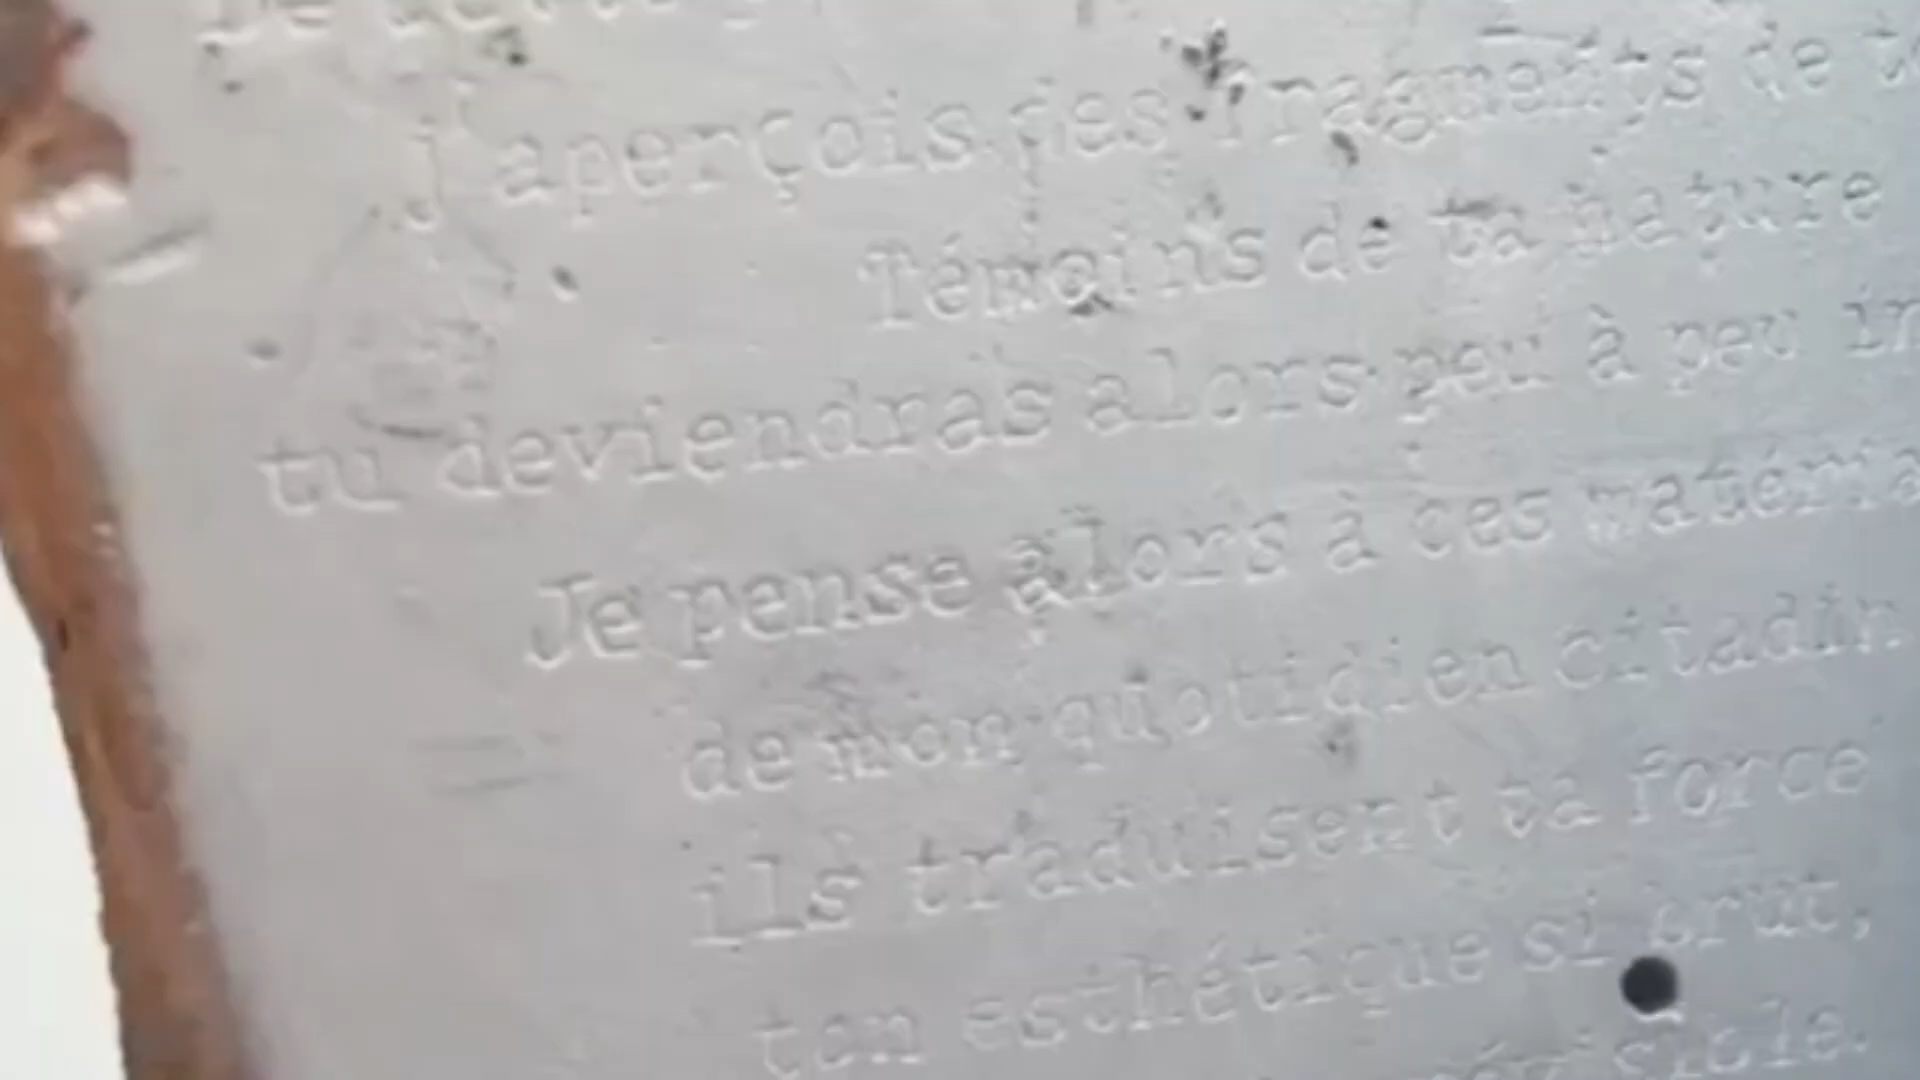 j'aperçois des fragments de
Témoins de ta nature
tu deviendras alors peu à peu
Je pense alors à ces
de mon quotidien citadin
ils traduisent ta force
ton esthétique si brut,